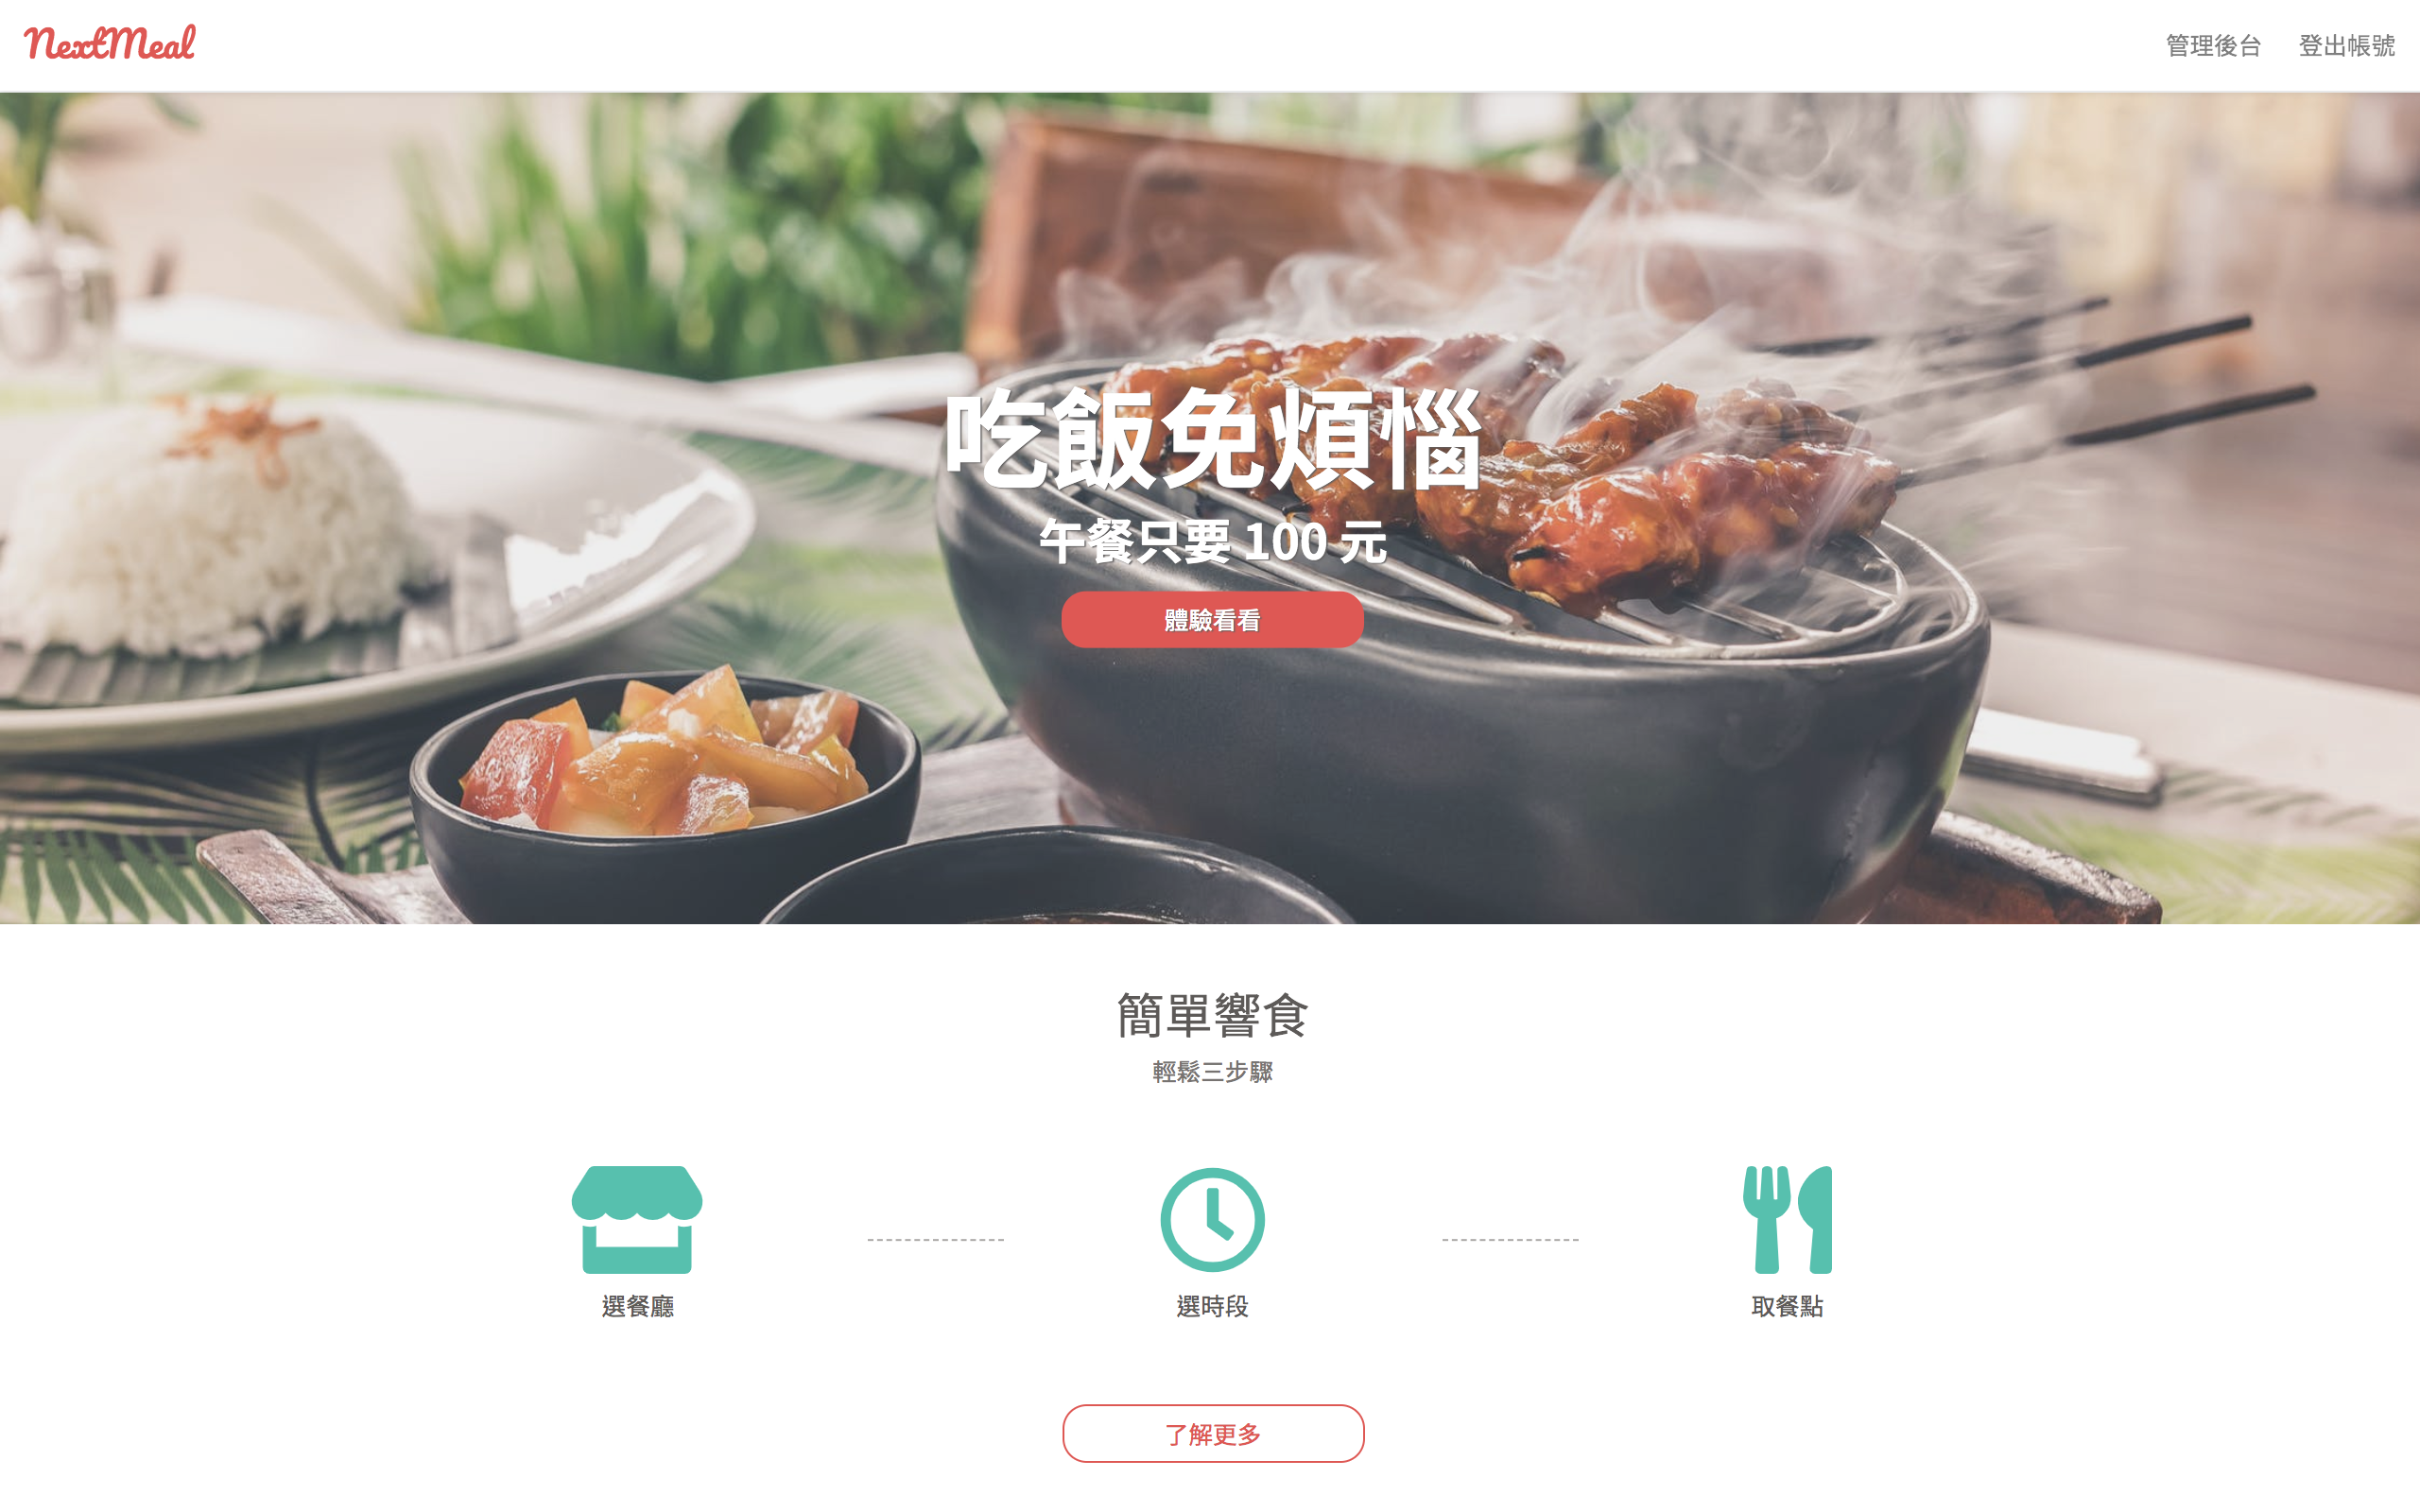 NextMeal
管理後台 登出帳號
吃飯免煩惱
午餐只要 100 元
體驗看看
簡單響食
輕鬆三步驟
選餐廳 選時段 取餐點
了解更多